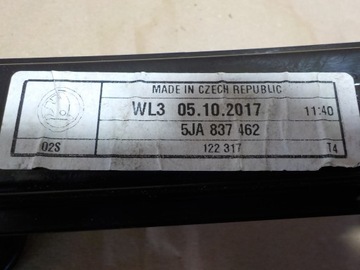 MADE IN CZECH REPUBLIC
WL3 05.10.2017 11:40
5JA 837 462
02S 122 317 T4